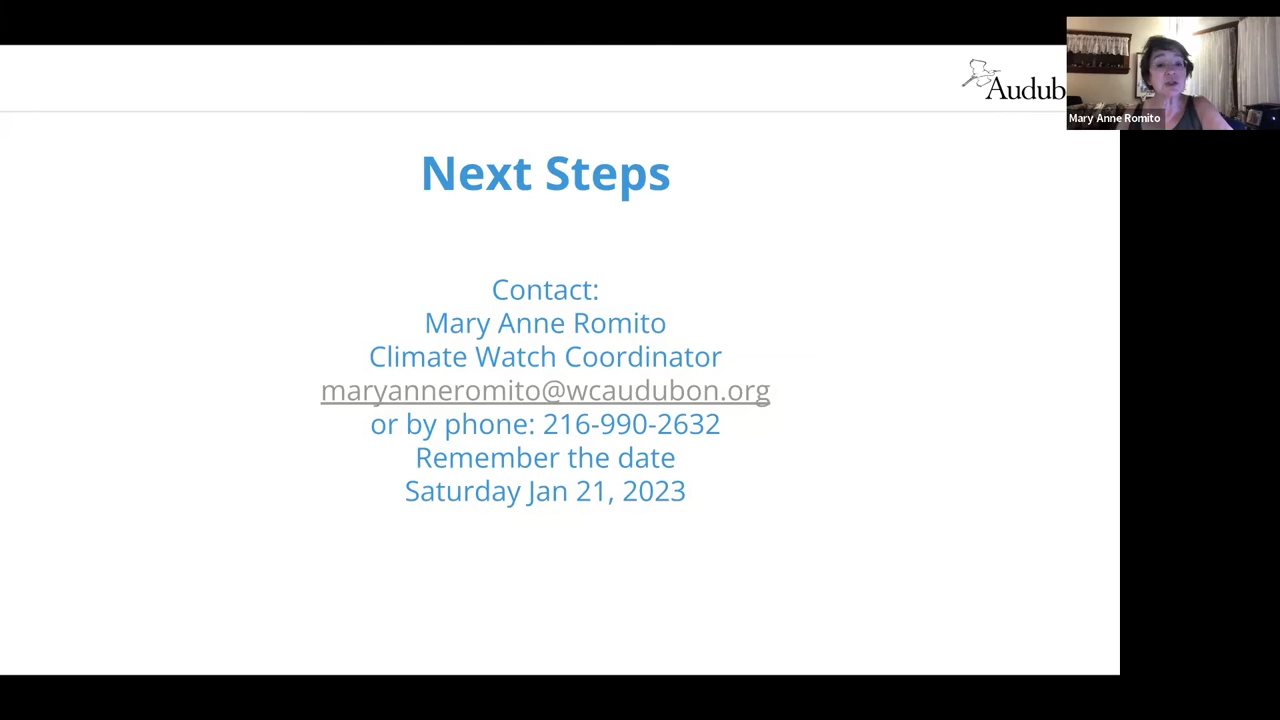 Audub
Mary Anne Romito
Next Steps
Contact:
Mary Anne Romito
Climate Watch Coordinator
maryanneromito@wcaudubon.org
or by phone: 216-990-2632
Remember the date
Saturday Jan 21, 2023